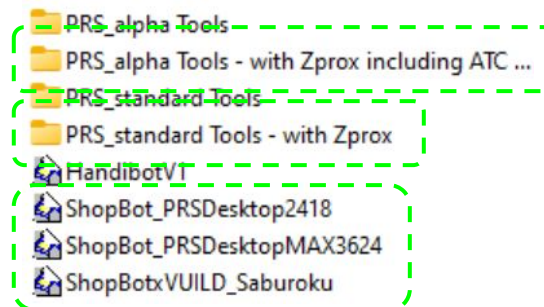 PRS_alpha Tools
PRS_alpha Tools - with Zprox including ATC ...
PRS_standard Tools
PRS_standard Tools - with Zprox
HandibotV1
ShopBot_PRSDesktop2418
ShopBot_PRSDesktopMAX3624
ShopBotxVUILD_Saburoku